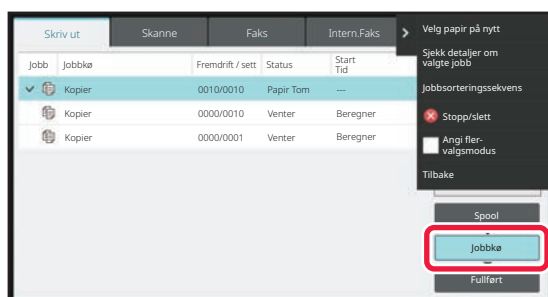 Skriv ut Skanne Faks Intern.Faks
Jobb Jobbkø Fremdrift / sett Status Start Tid
Kopier 0010/0010 Papir Tom ---
Kopier 0000/0010 Venter Beregner
Kopier 0000/0001 Venter Beregner
Velg papir på nytt
Sjekk detaljer om
valgte jobb
Jobbsorteringssekvens
Stopp/slett
Angi fler-
valgsmodus
Tilbake
Spool
Jobbkø
Fullført